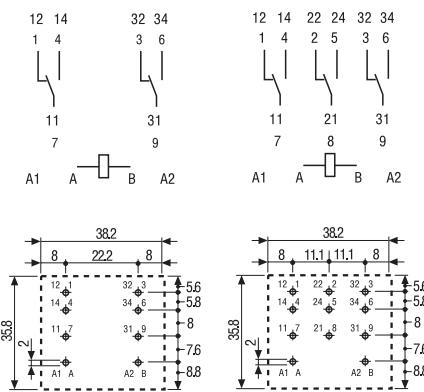 12 14 32 34
1 4 3 6
11 31
7 9
A1 A B A2
12 14 22 24 32 34
1 4 2 5 3 6
11 21 31
7 8 9
A1 A B A2
38.2
8 22.2 8
35.8
2
12 1 32 3
14 4 34 6
11 7 31 9
A1 A A2 B
5.6
5.8
8
7.6
8.8
38.2
8 11.1 11.1 8
35.8
2
12 1 22 2 32 3
14 4 24 5 34 6
11 7 21 8 31 9
A1 A A2 B
5.6
5.8
8
7.6
8.8